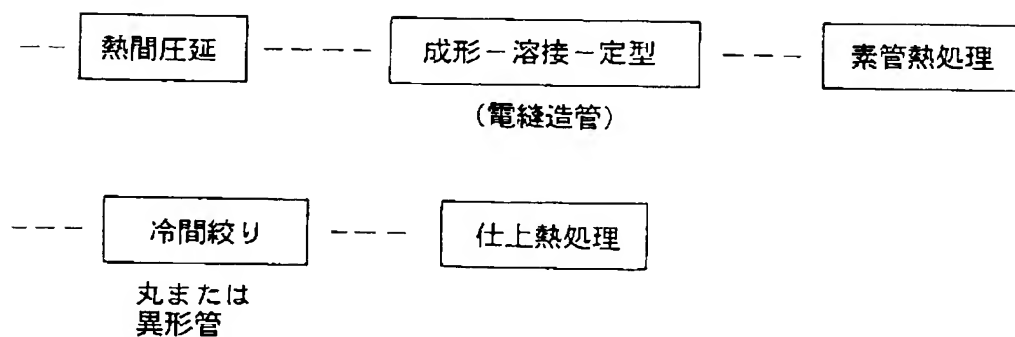 熱間圧延 成形－溶接－定型 素管熱処理
(電縫造管)
冷間絞り 仕上熱処理
丸または
異形管